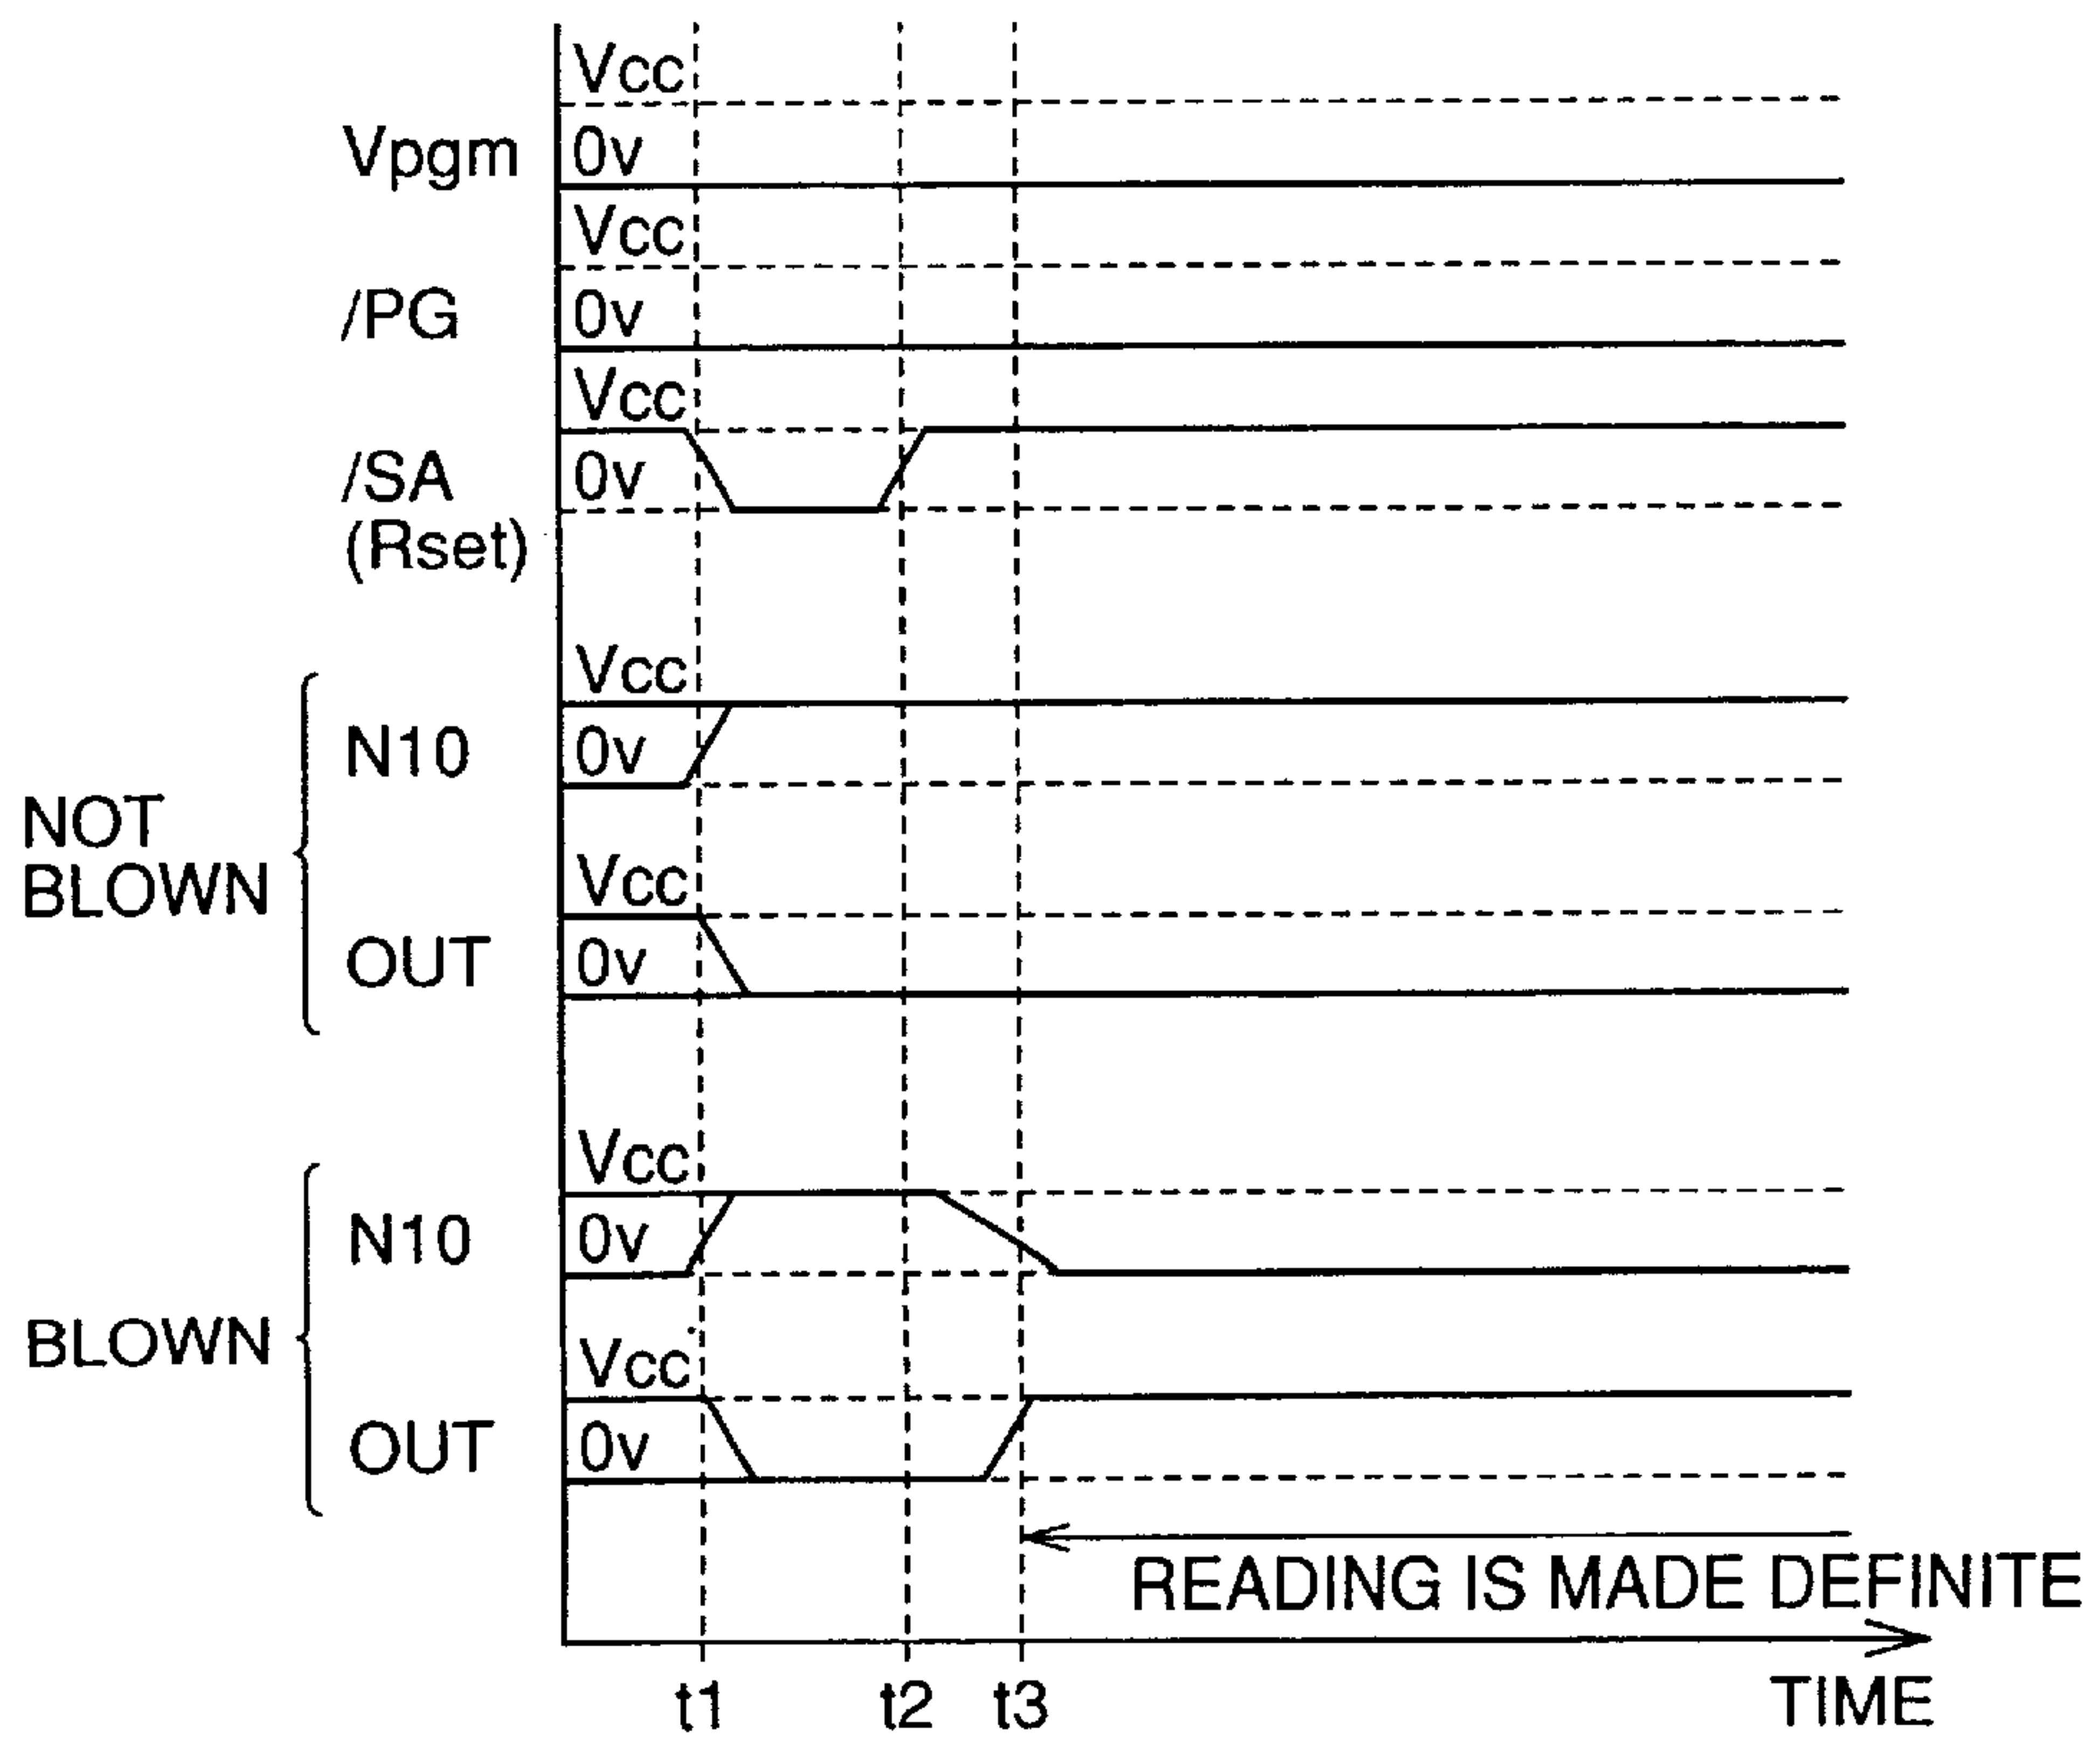 Vcc
Vpgm 0v
Vcc
/PG 0v
Vcc
/SA 0v
(Rset)
Vcc
N10 0v
NOT
BLOWN
Vcc
OUT 0v
Vcc
N10 0v
BLOWN
Vcc
OUT 0v
READING IS MADE DEFINITE
t1 t2 t3 TIME